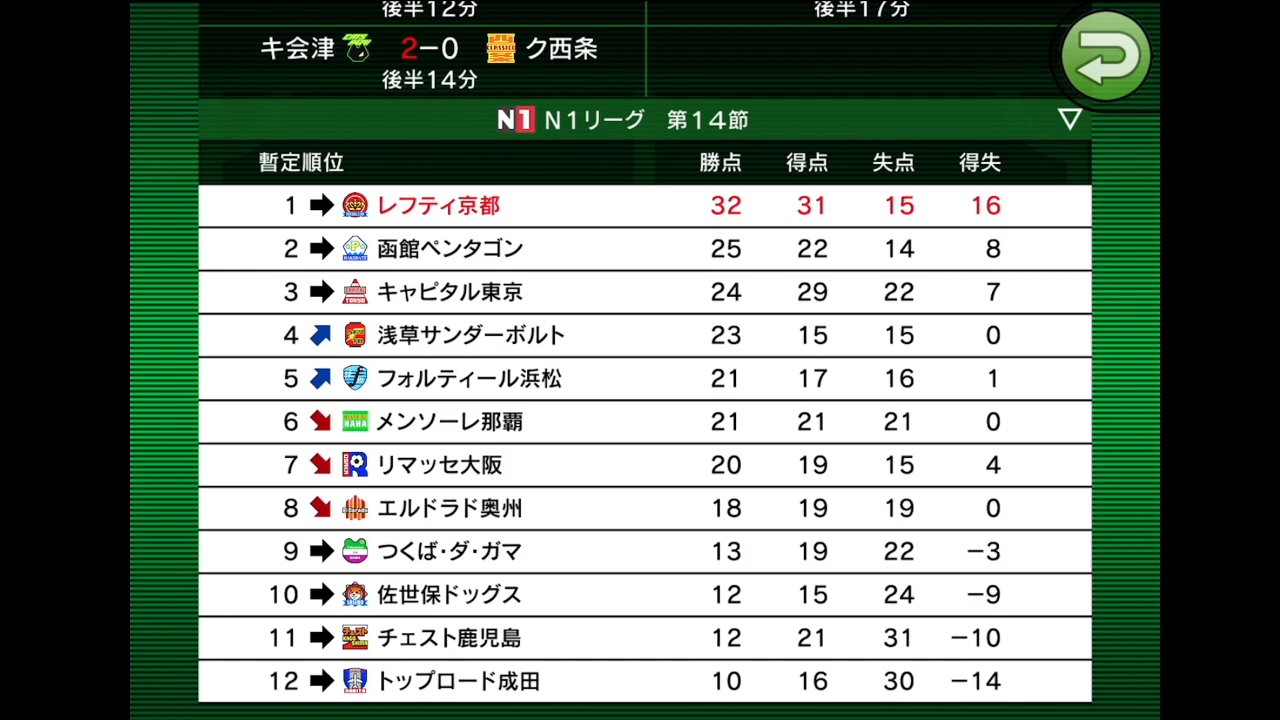 後半12分 後半17分
キ会津 2-0 CLASSICO ク西条
後半14分
N1 N1リーグ 第14節 ▽
暫定順位 勝点 得点 失点 得失
1 レフティ京都 32 31 15 16
2 P 函館ペンタゴン 25 22 14 8
3 TOKYO キャピタル東京 24 29 22 7
4 浅草サンダーボルト 23 15 15 0
5 f フォルティール浜松 21 17 16 1
6 NAHA メンソーレ那覇 21 21 21 0
7 R リマッセ大阪 20 19 15 4
8 El Dorado エルドラド奥州 18 19 19 0
9 つくば・ダ・ガマ 13 19 22 -3
10 佐世保ドッグス 12 15 24 -9
11 チェスト チェスト鹿児島 12 21 31 -10
12 トップロード成田 10 16 30 -14